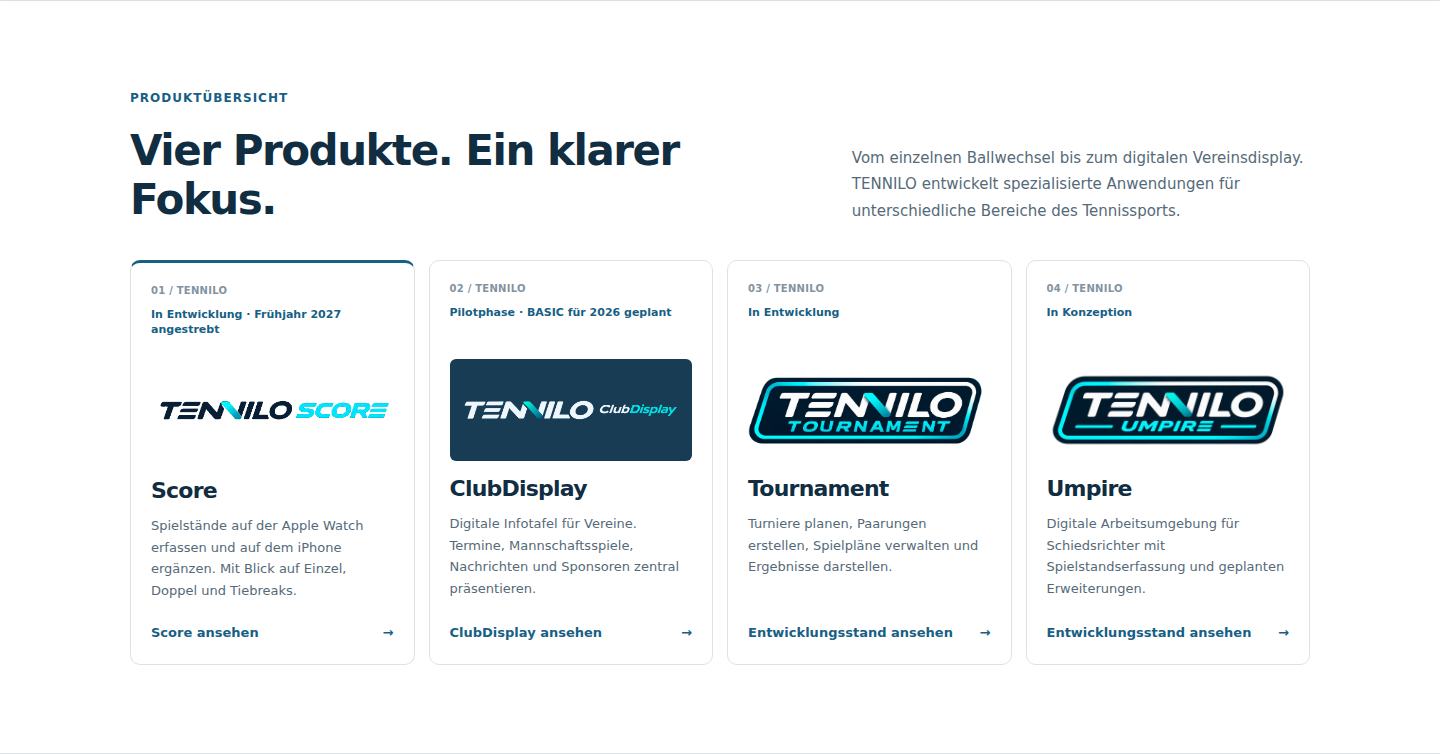 PRODUKTÜBERSICHT
Vier Produkte. Ein klarer
Fokus.
Vom einzelnen Ballwechsel bis zum digitalen Vereinsdisplay.
TENNILO entwickelt spezialisierte Anwendungen für
unterschiedliche Bereiche des Tennissports.
01 / TENNILO
In Entwicklung · Frühjahr 2027
angestrebt
TENNILO SCORE
Score
Spielstände auf der Apple Watch
erfassen und auf dem iPhone
ergänzen. Mit Blick auf Einzel,
Doppel und Tiebreaks.
Score ansehen →
02 / TENNILO
Pilotphase · BASIC für 2026 geplant
TENNILO ClubDisplay
ClubDisplay
Digitale Infotafel für Vereine.
Termine, Mannschaftsspiele,
Nachrichten und Sponsoren zentral
präsentieren.
ClubDisplay ansehen →
03 / TENNILO
In Entwicklung
TENNILO
TOURNAMENT
Tournament
Turniere planen, Paarungen
erstellen, Spielpläne verwalten und
Ergebnisse darstellen.
Entwicklungsstand ansehen →
04 / TENNILO
In Konzeption
TENNILO
UMPIRE
Umpire
Digitale Arbeitsumgebung für
Schiedsrichter mit
Spielstandserfassung und geplanten
Erweiterungen.
Entwicklungsstand ansehen →